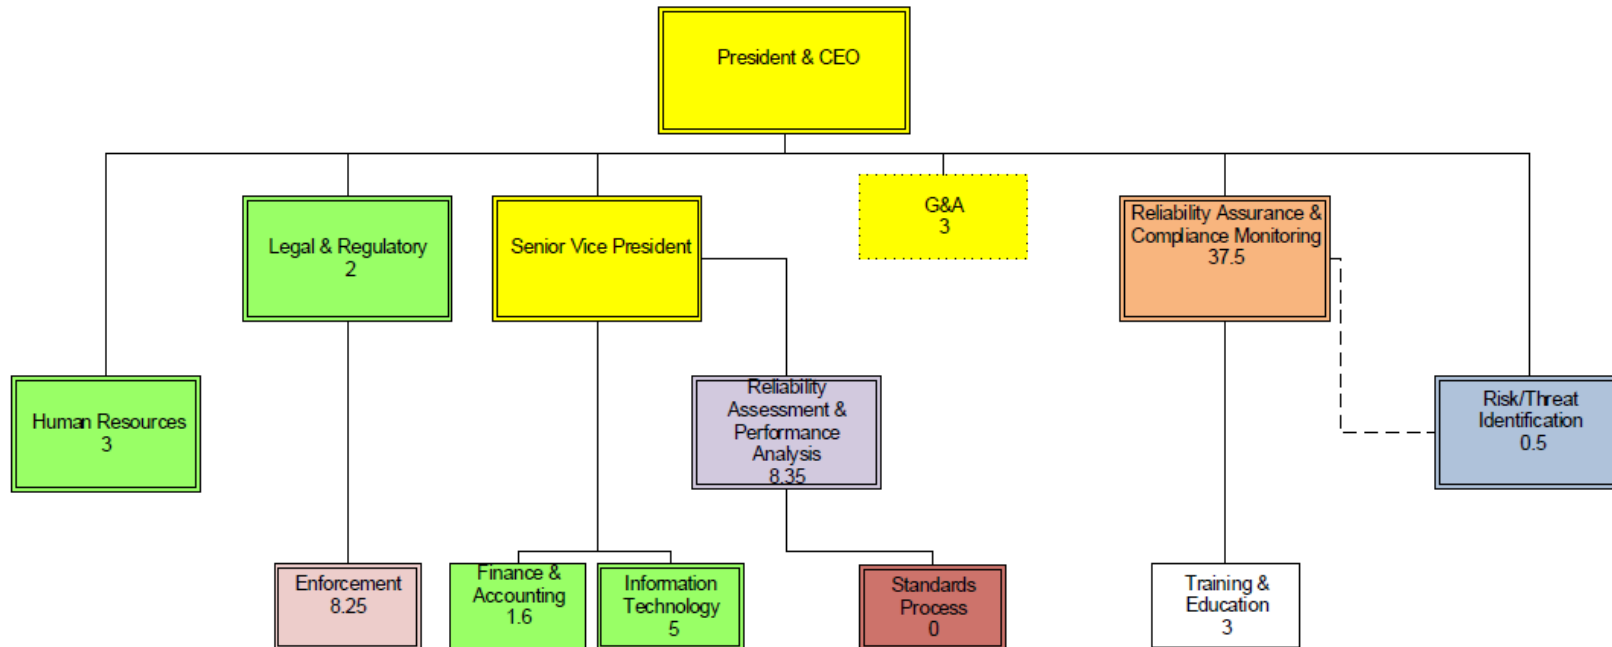 President & CEO
G&A
3
Reliability Assurance &
Compliance Monitoring
37.5
Legal & Regulatory
2
Senior Vice President
Human Resources
3
Reliability
Assessment &
Performance
Analysis
8.35
Risk/Threat
Identification
0.5
Enforcement
8.25
Finance &
Accounting
1.6
Information
Technology
5
Standards
Process
0
Training &
Education
3